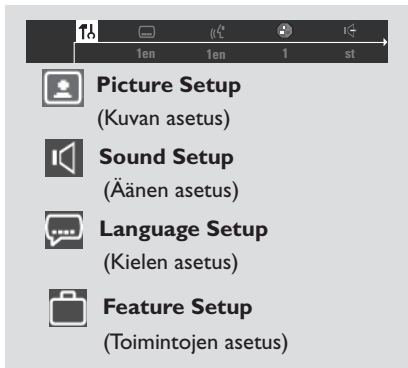 1en 1en 1 st
Picture Setup
(Kuvan asetus)
Sound Setup
(Äänen asetus)
Language Setup
(Kielen asetus)
Feature Setup
(Toimintojen asetus)